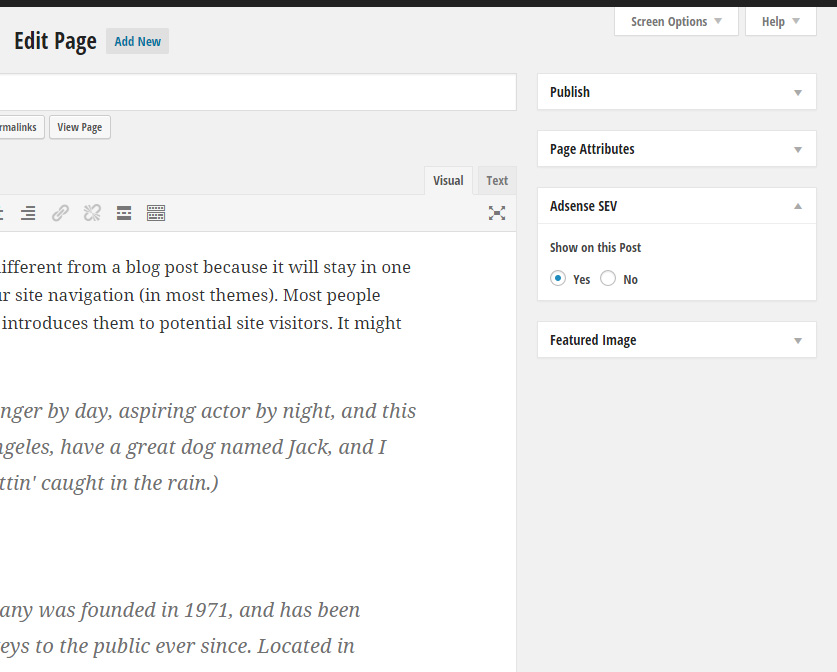 Screen Options
Help
Edit Page
Add New
Publish
rmalinks
View Page
Page Attributes
Visual
Text
Adsense SEV
Show on this Post
Yes
No
Featured Image
ifferent from a blog post because it will stay in one
r site navigation (in most themes). Most people
introduces them to potential site visitors. It might
nger by day, aspiring actor by night, and this
ngeles, have a great dog named Jack, and I
ttin' caught in the rain.)
any was founded in 1971, and has been
eys to the public ever since. Located in